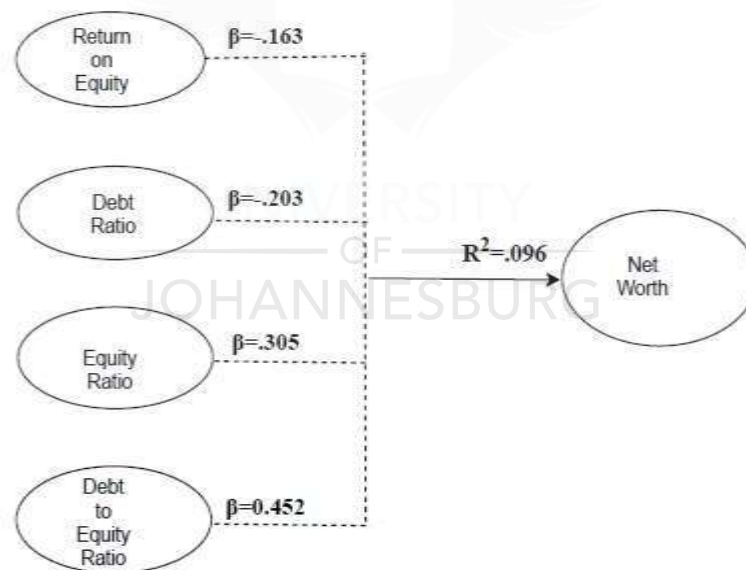 Return
on
Equity
β=-.163
Debt
Ratio
β=-.203
Equity
Ratio
β=.305
Debt
to
Equity
Ratio
β=0.452
R²=.096
Net
Worth
UNIVERSITY
OF
JOHANNESBURG